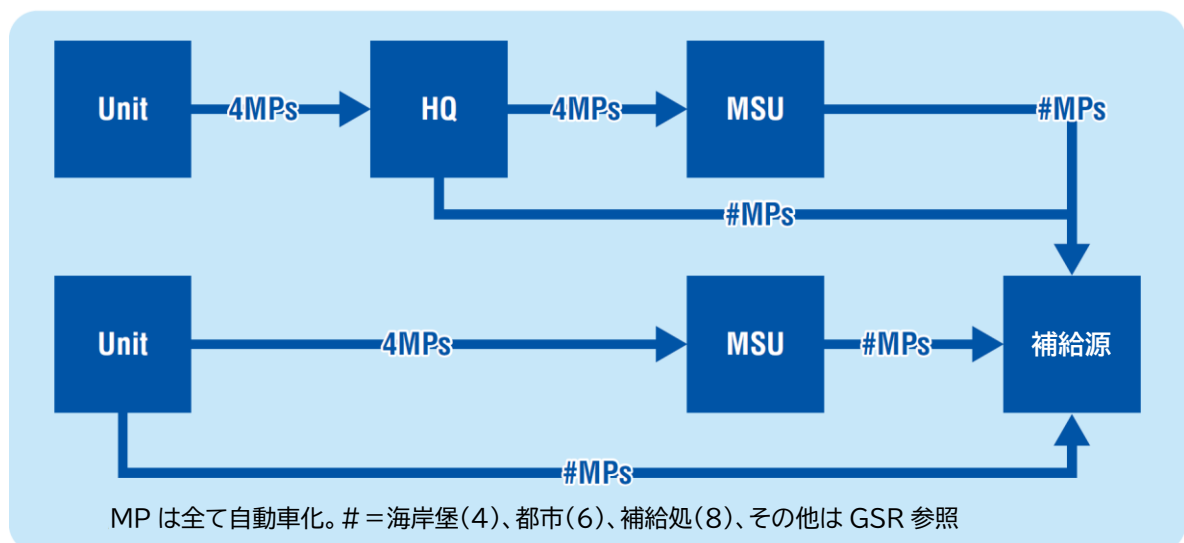 Unit
4MPs
HQ
4MPs
MSU
#MPs
#MPs
Unit
4MPs
MSU
#MPs
補給源
#MPs
MP は全て自動車化。#=海岸堡(4)、都市(6)、補給処(8)、その他は GSR 参照